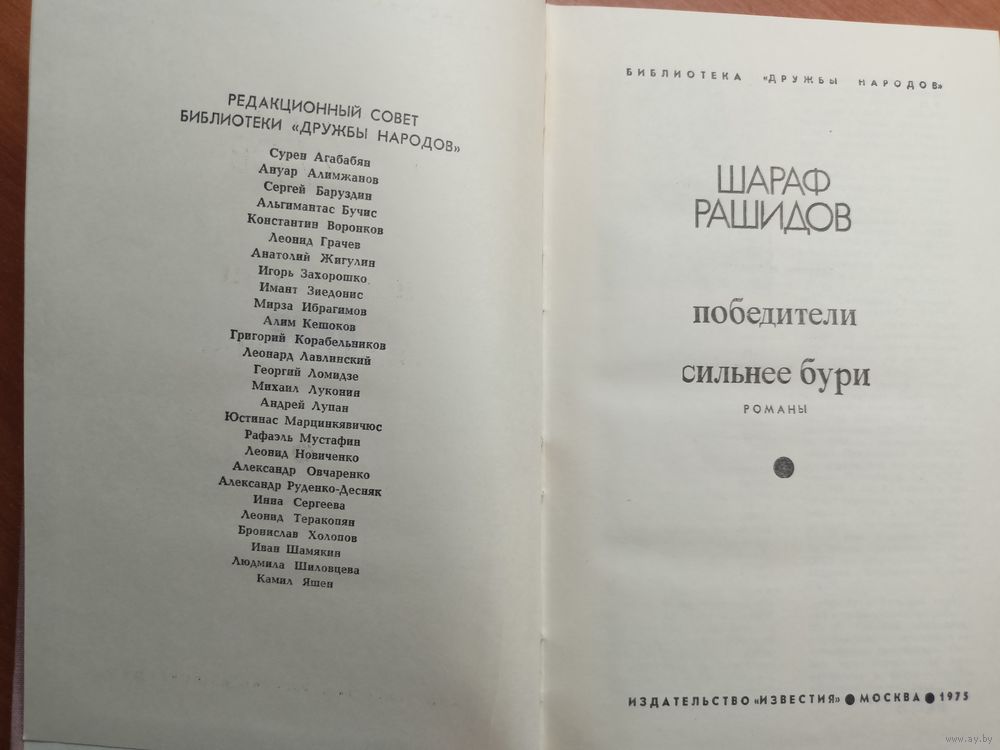 РЕДАКЦИОННЫЙ СОВЕТ
БИБЛИОТЕКИ «ДРУЖБЫ НАРОДОВ»
Сурен Агабабян
Ануар Алимжанов
Сергей Баруздин
Альгимантас Бучис
Константин Воронков
Леонид Грачев
Анатолий Жигулин
Игорь Захорошко
Имант Зиедонис
Мирза Ибрагимов
Алим Кешоков
Григорий Корабельников
Леонард Лавлинский
Георгий Ломидзе
Михаил Луконин
Андрей Лупан
Юстинас Марцинкявичюс
Рафаэль Мустафин
Леонид Новиченко
Александр Овчаренко
Александр Руденко-Десняк
Инна Сергеева
Леонид Теракопян
Бронислав Холопов
Иван Шамякин
Людмила Шиловцева
Камил Яшен
БИБЛИОТЕКА «ДРУЖБЫ НАРОДОВ»
ШАРАФ
РАШИДОВ
победители
сильнее бури
РОМАНЫ
ИЗДАТЕЛЬСТВО «ИЗВЕСТИЯ» ● МОСКВА ● 1975
www.ay.by